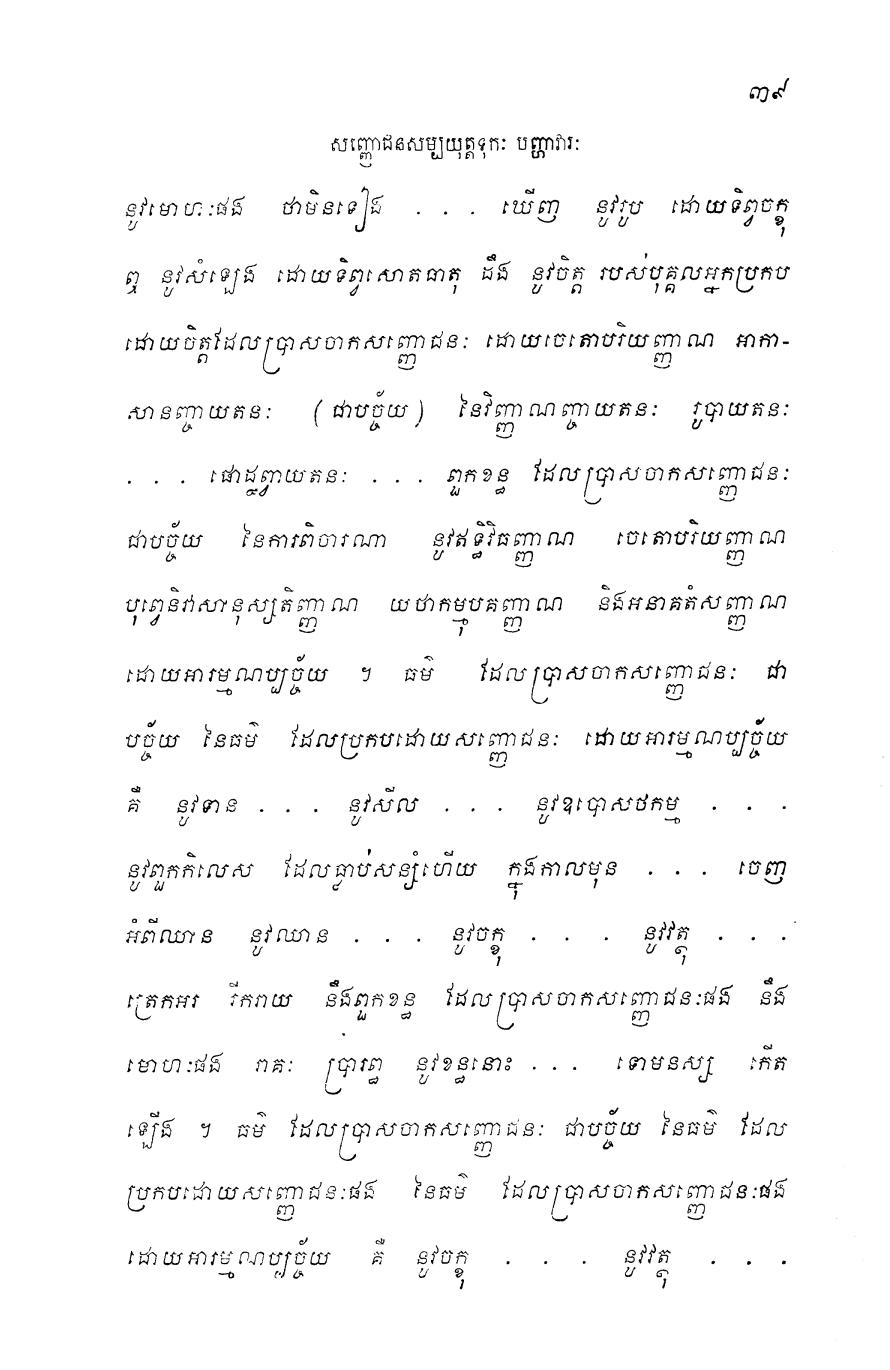 ៣៩
សញ្ញោជនសម្បយុត្តទុកៈ បញ្ហាវារៈ
នូវមោហៈផង ថាមិនទៀង . . . ឃើញ នូវរូប ដោយទិព្វចក្ខុ
ឮ នូវសំឡេង ដោយទិព្វសោតធាតុ ដឹង នូវចិត្ត របស់បុគ្គលអ្នកប្រកប
ដោយចិត្តដែលប្រាសចាកសញ្ញោជនៈ ដោយចេតោបរិយញ្ញាណ អាកា-
សានញ្ចាយតនៈ (ជាបច្ច័យ) នៃវិញ្ញាណញ្ចាយតនៈ រូបាយតនៈ
. . . ផោដ្ឋព្វាយតនៈ . . . ពួកខន្ធ ដែលប្រាសចាកសញ្ញោជនៈ
ជាបច្ច័យ នៃការពិចារណា នូវឥទ្ធិវិធញ្ញាណ ចេតោបរិយញ្ញាណ
បុព្វេនិវាសានុស្សតិញ្ញាណ យថាកម្មុបគញ្ញាណ និងអនាគតំសញ្ញាណ
ដោយអារម្មណប្បច្ច័យ ។ ធម៌ ដែលប្រាសចាកសញ្ញោជនៈ ជា
បច្ច័យ នៃធម៌ ដែលប្រកបដោយសញ្ញោជនៈ ដោយអារម្មណប្បច្ច័យ
គឺ នូវទាន . . . នូវសីល . . . នូវឧបោសថកម្ម . . .
នូវពួកកិលេស ដែលធ្លាប់សន្សំហើយ ក្នុងកាលមុន . . . ចេញ
អំពីឈាន នូវឈាន . . . នូវចក្ខុ . . . នូវវត្ថុ . . .
ត្រេកអរ រីករាយ នឹងពួកខន្ធ ដែលប្រាសចាកសញ្ញោជនៈផង នឹង
មោហៈផង រាគៈ ប្រារព្ធ នូវខន្ធនោះ . . . ទោមនស្ស កើត
ឡើង ។ ធម៌ ដែលប្រាសចាកសញ្ញោជនៈ ជាបច្ច័យ នៃធម៌ ដែល
ប្រកបដោយសញ្ញោជនៈផង នៃធម៌ ដែលប្រាសចាកសញ្ញោជនៈផង
ដោយអារម្មណប្បច្ច័យ គឺ នូវចក្ខុ . . . នូវវត្ថុ . . .